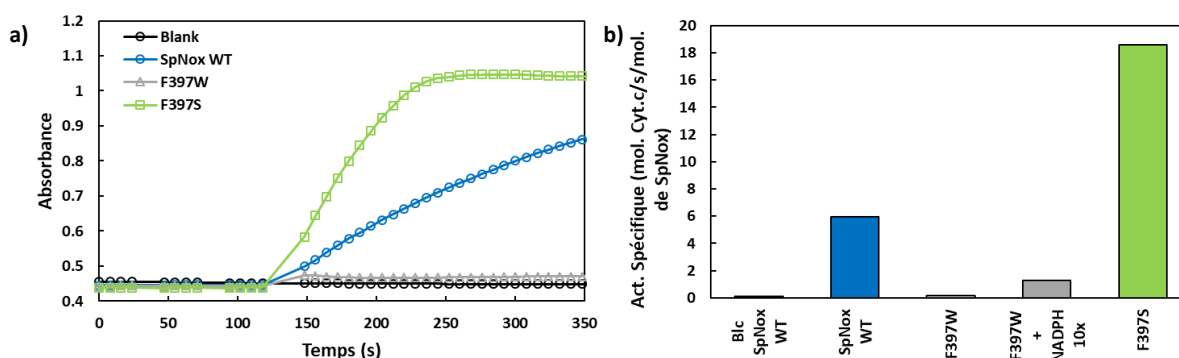 a)
1.2
1.1
1
0.9
0.8
0.7
0.6
0.5
0.4
Absorbance
Blank
SpNox WT
F397W
F397S
0
50
100
150
200
250
300
350
Temps (s)
b)
Act. Spécifique (mol. Cyt.c/s/mol.
de SpNox)
20
18
16
14
12
10
8
6
4
2
0
Blc
SpNox
WT
SpNox
WT
F397W
F397W
+
NADPH
10x
F397S